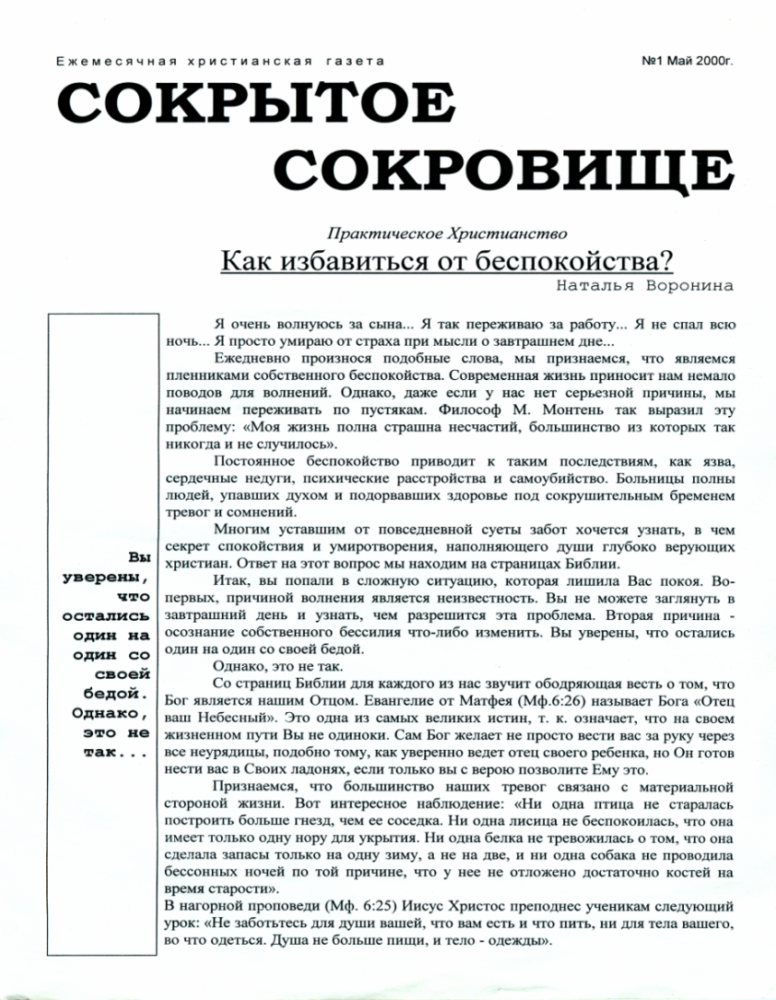 Ежемесячная христианская газета
№1 Май 2000г.
СОКРЫТОЕ
СОКРОВИЩЕ
Практическое Христианство
Как избавиться от беспокойства?
Наталья Воронина
Вы
уверены,
что
остались
один на
один со
своей
бедой.
Однако,
это не
так...
Я очень волнуюсь за сына... Я так переживаю за работу... Я не спал всю
ночь... Я просто умираю от страха при мысли о завтрашнем дне...
Ежедневно произнося подобные слова, мы признаемся, что являемся
пленниками собственного беспокойства. Современная жизнь приносит нам немало
поводов для волнений. Однако, даже если у нас нет серьезной причины, мы
начинаем переживать по пустякам. Философ М. Монтень так выразил эту
проблему: «Моя жизнь полна страшна несчастий, большинство из которых так
никогда и не случилось».
Постоянное беспокойство приводит к таким последствиям, как язва,
сердечные недуги, психические расстройства и самоубийство. Больницы полны
людей, упавших духом и подорвавших здоровье под сокрушительным бременем
тревог и сомнений.
Многим уставшим от повседневной суеты забот хочется узнать, в чем
секрет спокойствия и умиротворения, наполняющего души глубоко верующих
христиан. Ответ на этот вопрос мы находим на страницах Библии.
Итак, вы попали в сложную ситуацию, которая лишила Вас покоя. Во-
первых, причиной волнения является неизвестность. Вы не можете заглянуть в
завтрашний день и узнать, чем разрешится эта проблема. Вторая причина -
осознание собственного бессилия что-либо изменить. Вы уверены, что остались
один на один со своей бедой.
Однако, это не так.
Со страниц Библии для каждого из нас звучит ободряющая весть о том, что
Бог является нашим Отцом. Евангелие от Матфея (Мф.6:26) называет Бога «Отец
ваш Небесный». Это одна из самых великих истин, т. к. означает, что на своем
жизненном пути Вы не одиноки. Сам Бог желает не просто вести вас за руку через
все неурядицы, подобно тому, как уверенно ведет отец своего ребенка, но Он готов
нести вас в Своих ладонях, если только вы с верою позволите Ему это.
Признаемся, что большинство наших тревог связано с материальной
стороной жизни. Вот интересное наблюдение: «Ни одна птица не старалась
построить больше гнезд, чем ее соседка. Ни одна лисица не беспокоилась, что она
имеет только одну нору для укрытия. Ни одна белка не тревожилась о том, что она
сделала запасы только на одну зиму, а не на две, и ни одна собака не проводила
бессонных ночей по той причине, что у нее не отложено достаточно костей на
время старости».
В нагорной проповеди (Мф. 6:25) Иисус Христос преподнес ученикам следующий
урок: «Не заботьтесь для души вашей, что вам есть и что пить, ни для тела вашего,
во что одеться. Душа не больше пищи, и тело - одежды».